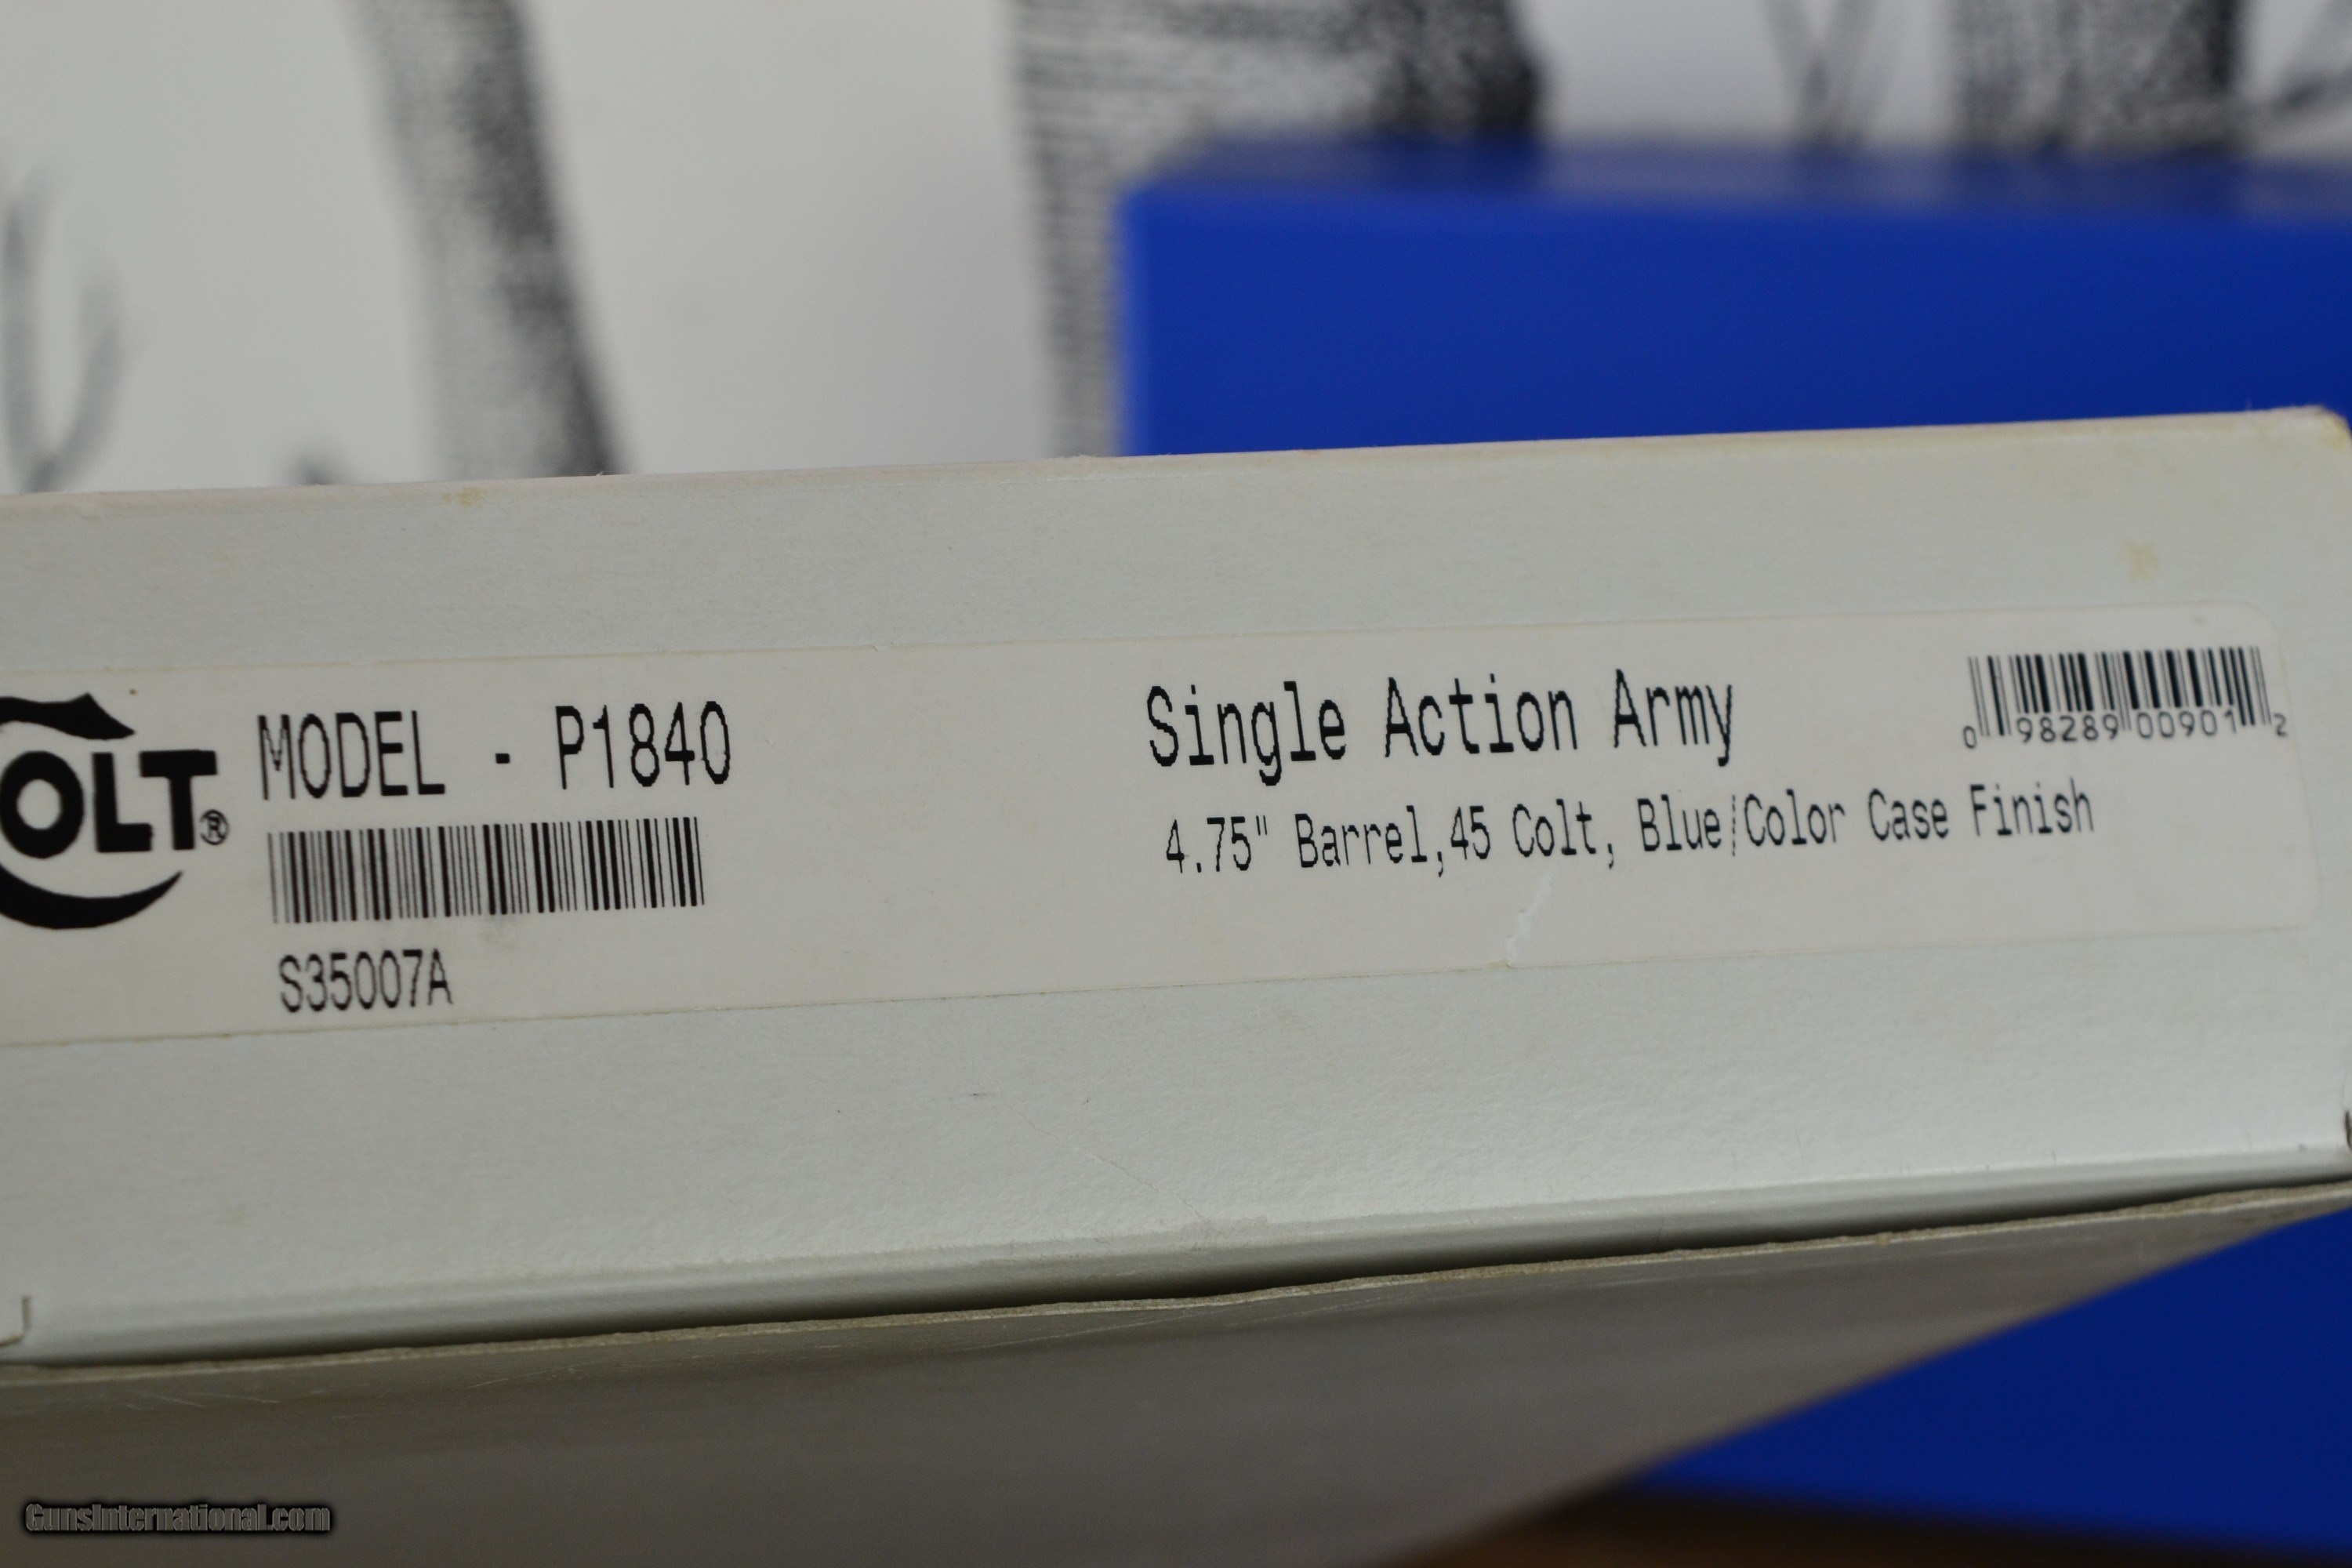 COLT®
MODEL - P1840
S35007A
Single Action Army
4.75" Barrel,45 Colt, Blue/Color Case Finish
0 98289 00901 2
GunsInternational.com